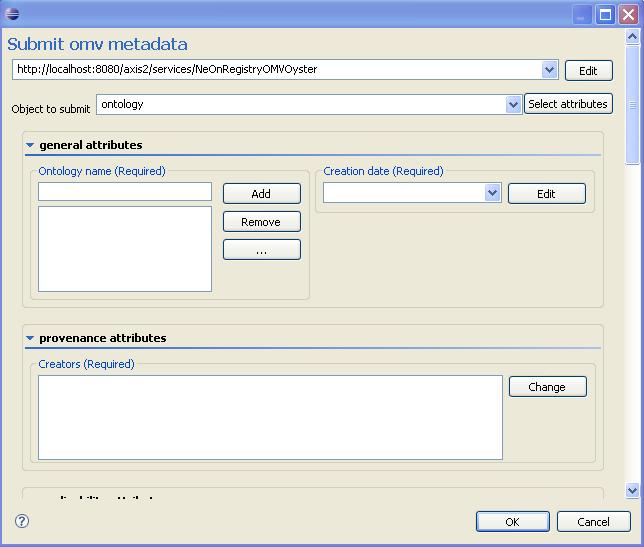 Submit omv metadata
http://localhost:8080/axis2/services/NeOnRegistryOMVOyster
Edit
Object to submit
ontology
Select attributes
general attributes
Ontology name (Required)
Creation date (Required)
Add
Edit
Remove
...
provenance attributes
Creators (Required)
Change
?
OK
Cancel